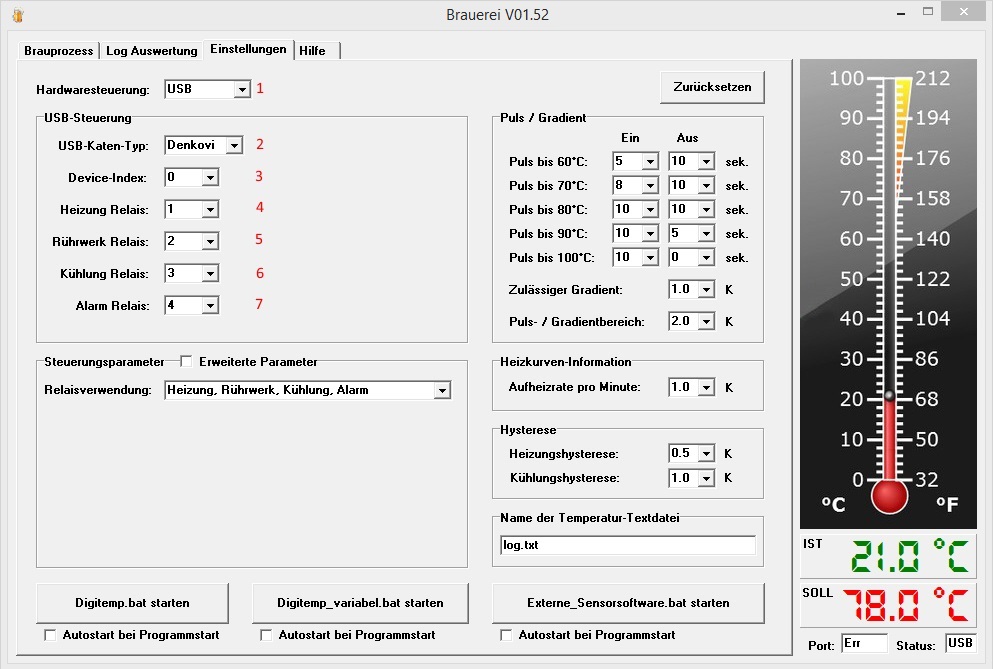 Brauerei V01.52
Brauprozess Log Auswertung Einstellungen Hilfe
Hardwaresteuerung: USB 1
Zurücksetzen
USB-Steuerung
USB-Katen-Typ: Denkovi 2
Device-Index: 0 3
Heizung Relais: 1 4
Rührwerk Relais: 2 5
Kühlung Relais: 3 6
Alarm Relais: 4 7
Puls / Gradient
Ein Aus
Puls bis 60°C: 5 10 sek.
Puls bis 70°C: 8 10 sek.
Puls bis 80°C: 10 10 sek.
Puls bis 90°C: 10 5 sek.
Puls bis 100°C: 10 0 sek.
Zulässiger Gradient: 1.0 K
Puls- / Gradientbereich: 2.0 K
Steuerungsparameter Erweiterte Parameter
Relaisverwendung: Heizung, Rührwerk, Kühlung, Alarm
Heizkurven-Information
Aufheizrate pro Minute: 1.0 K
Hysterese
Heizungshysterese: 0.5 K
Kühlungshysterese: 1.0 K
Name der Temperatur-Textdatei
log.txt
Digitemp.bat starten
Autostart bei Programmstart
Digitemp_variabel.bat starten
Autostart bei Programmstart
Externe_Sensorsoftware.bat starten
Autostart bei Programmstart
100 212
90 194
80 176
70 158
60 140
50 122
40 104
30 86
20 68
10 50
0 32
ºC ºF
IST 21.0 °C
SOLL 78.0 °C
Port: Err Status: USB